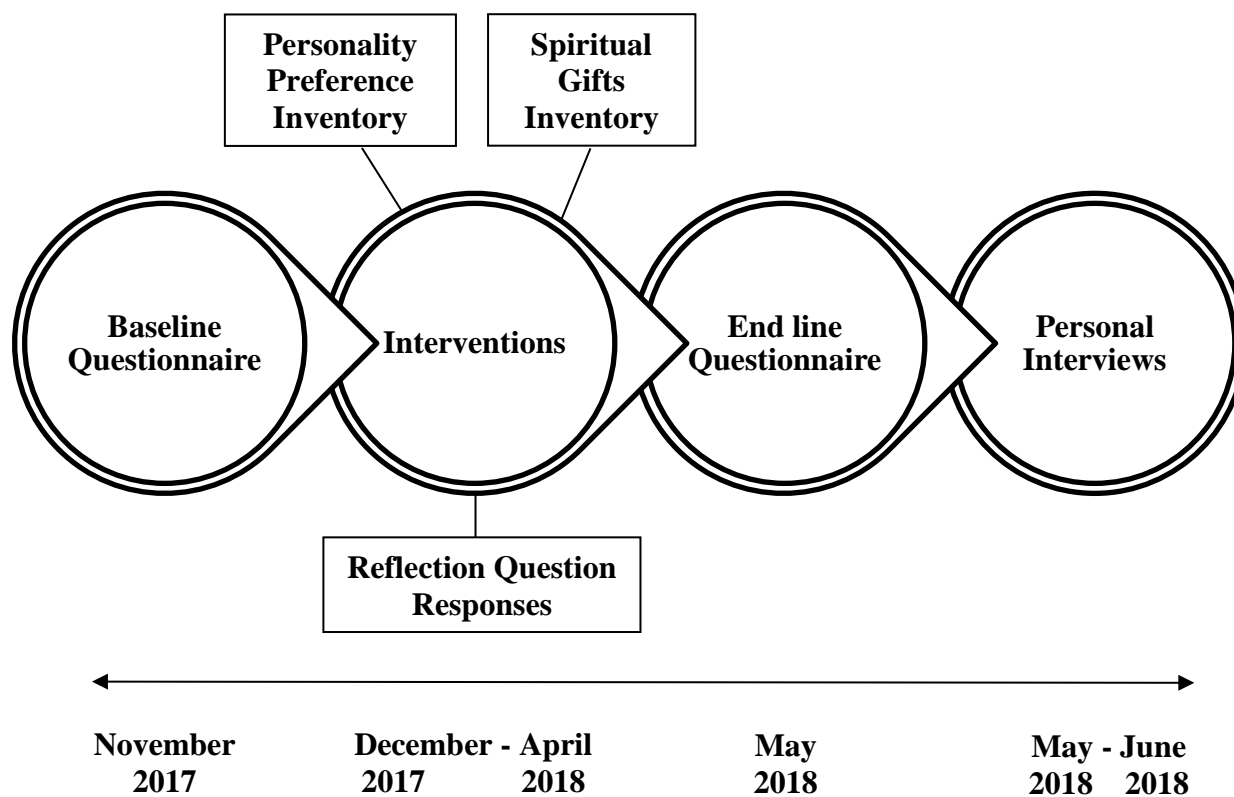 Personality
Preference
Inventory
Spiritual
Gifts
Inventory
Baseline
Questionnaire
Interventions
End line
Questionnaire
Personal
Interviews
Reflection Question
Responses
November
2017
December - April
2017 2018
May
2018
May - June
2018 2018